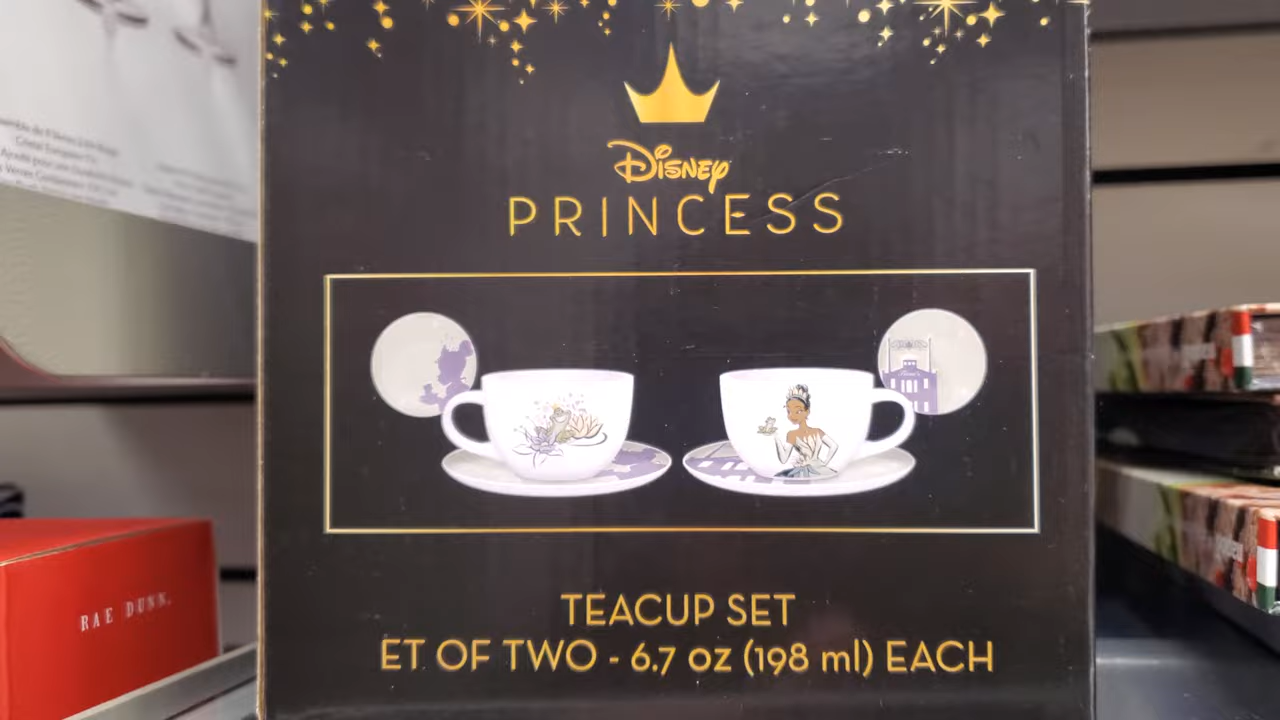 Disney
PRINCESS
TEACUP SET
ET OF TWO - 6.7 oz (198 ml) EACH
RAE DUNN.